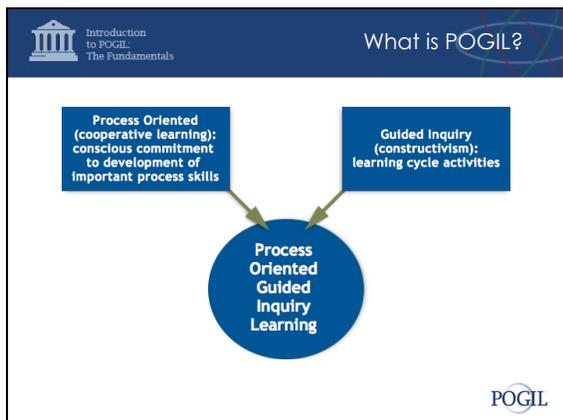 Introduction
to POGIL:
The Fundamentals
What is POGIL?
Process Oriented
(cooperative learning):
conscious commitment
to development of
important process skills
Guided Inquiry
(constructivism):
learning cycle activities
Process
Oriented
Guided
Inquiry
Learning
POGIL